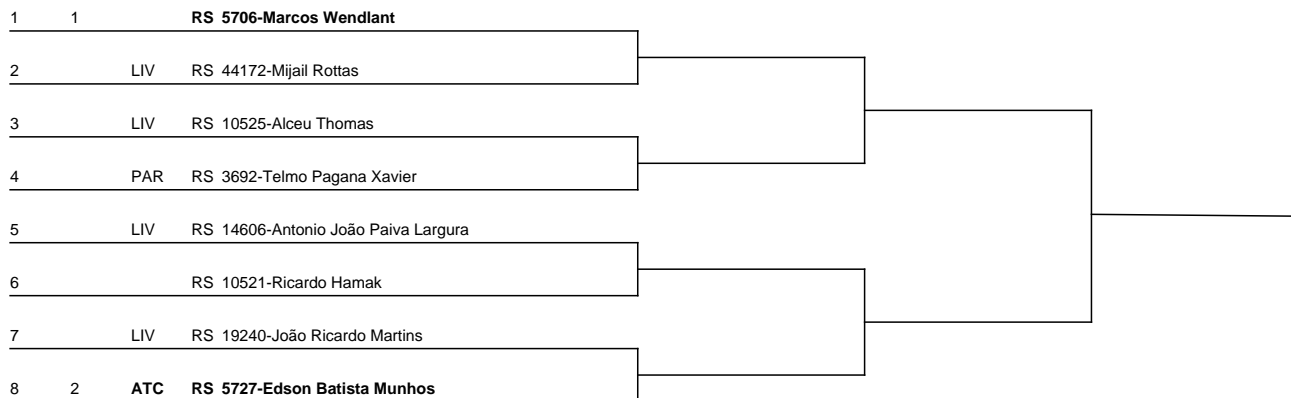 1 1 RS 5706-Marcos Wendlant
2 LIV RS 44172-Mijail Rottas
3 LIV RS 10525-Alceu Thomas
4 PAR RS 3692-Telmo Pagana Xavier
5 LIV RS 14606-Antonio João Paiva Largura
6 RS 10521-Ricardo Hamak
7 LIV RS 19240-João Ricardo Martins
8 2 ATC RS 5727-Edson Batista Munhos